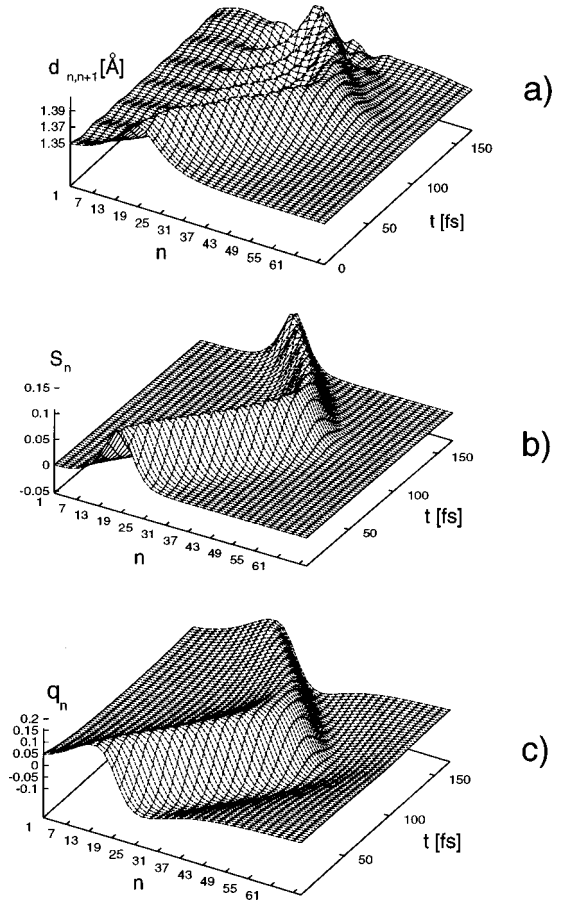 d n,n+1 [Å]
1.39
1.37
1.35
1 7 13 19 25 31 37 43 49 55 61
n
0 50 100 150
t [fs]
a)
S n
0.15
0.1
0.05
0
-0.05
1 7 13 19 25 31 37 43 49 55 61
n
50 100 150
t [fs]
b)
q n
0.2
0.15
0.1
0.05
0
-0.05
-0.1
1 7 13 19 25 31 37 43 49 55 61
n
50 100 150
t [fs]
c)